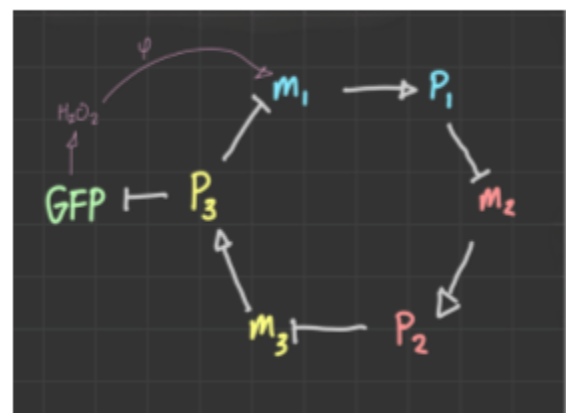 φ
m₁
P₁
H₂O₂
GFP
P₃
m₂
m₃
P₂